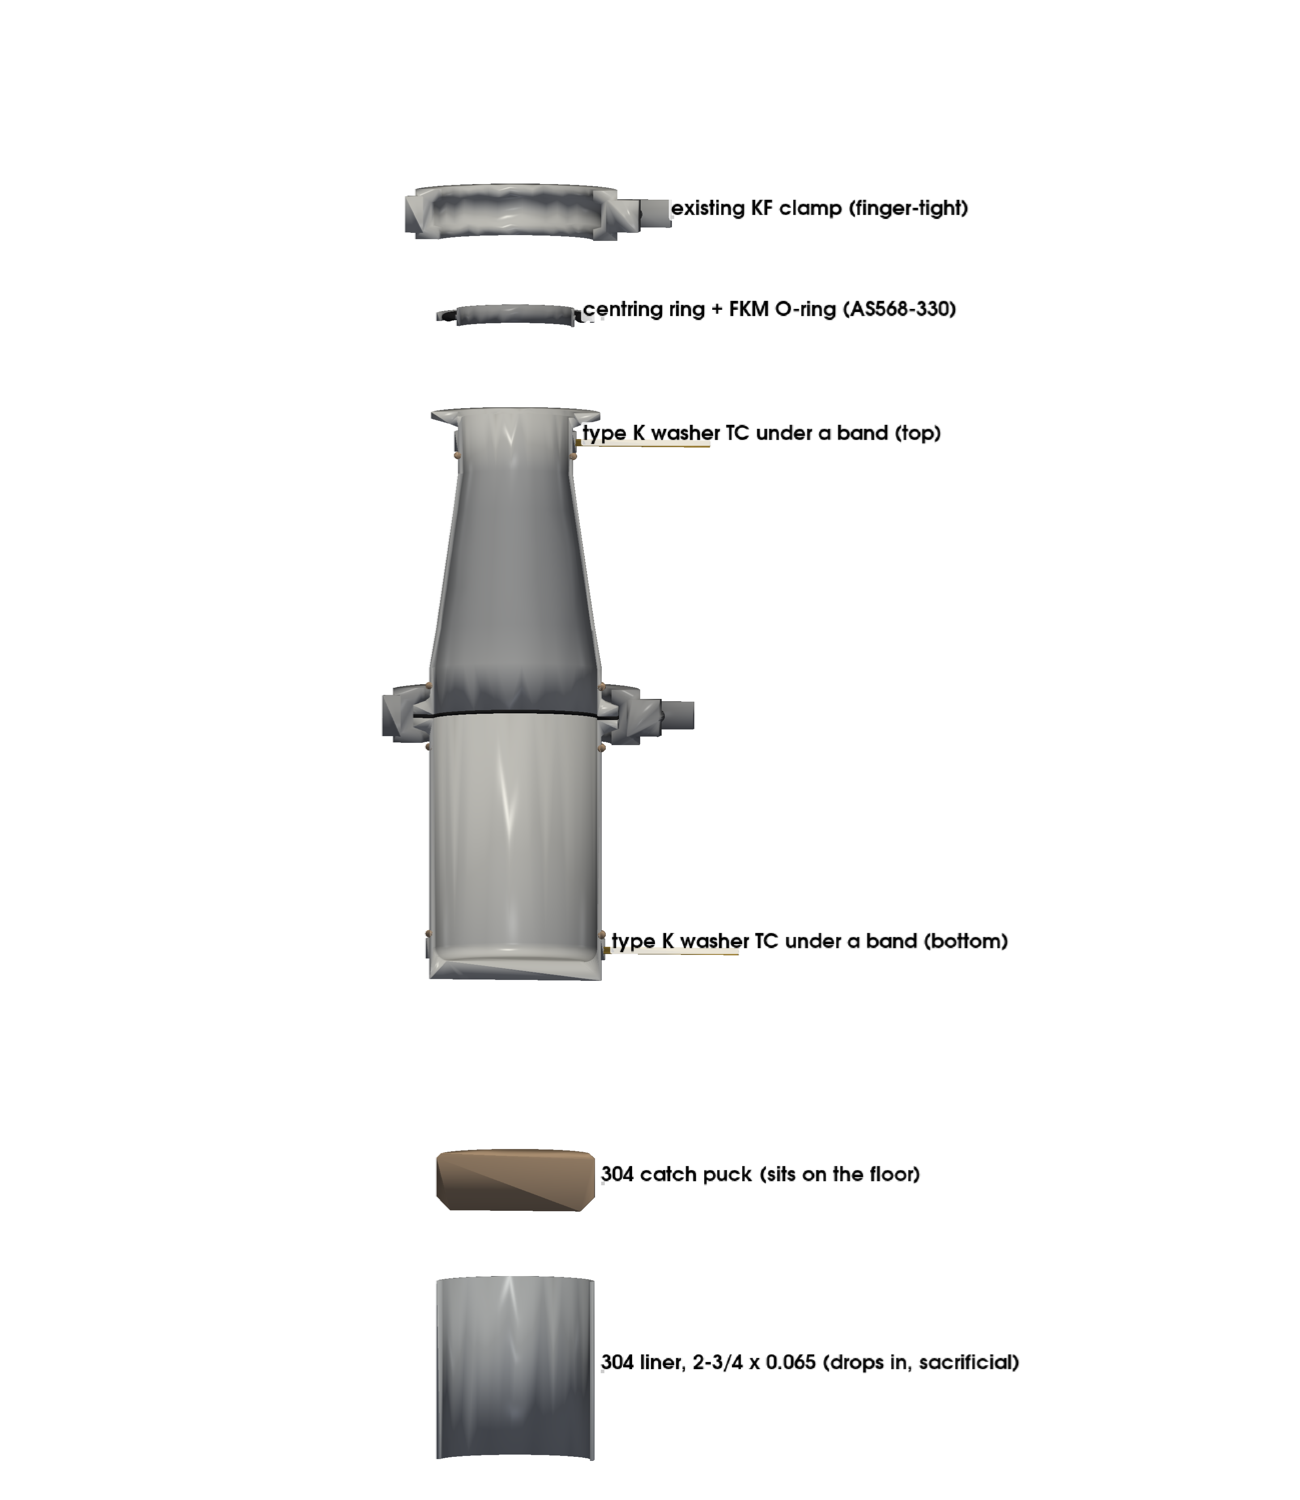 existing KF clamp (finger-tight)
centring ring + FKM O-ring (AS568-330)
type K washer TC under a band (top)
type K washer TC under a band (bottom)
304 catch puck (sits on the floor)
304 liner, 2-3/4 x 0.065 (drops in, sacrificial)